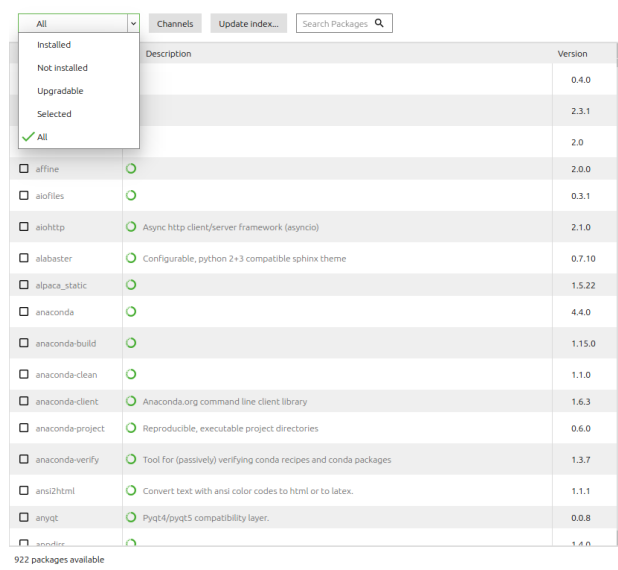 All Channels Update index... Search Packages
Installed
Not installed
Upgradable
Selected
All
Description Version
0.4.0
2.3.1
2.0
affine 2.0.0
aiofiles 0.3.1
aiohttp Async http client/server framework (asyncio) 2.1.0
alabaster Configurable, python 2+3 compatible sphinx theme 0.7.10
alpaca_static 1.5.22
anaconda 4.4.0
anaconda-build 1.15.0
anaconda-clean 1.1.0
anaconda-client Anaconda.org command line client library 1.6.3
anaconda-project Reproducible, executable project directories 0.6.0
anaconda-verify Tool for (passively) verifying conda recipes and conda packages 1.3.7
ansi2html Convert text with ansi color codes to html or to latex. 1.1.1
anyqt Pyqt4/pyqt5 compatibility layer. 0.0.8
appdirs 1.4.0
922 packages available